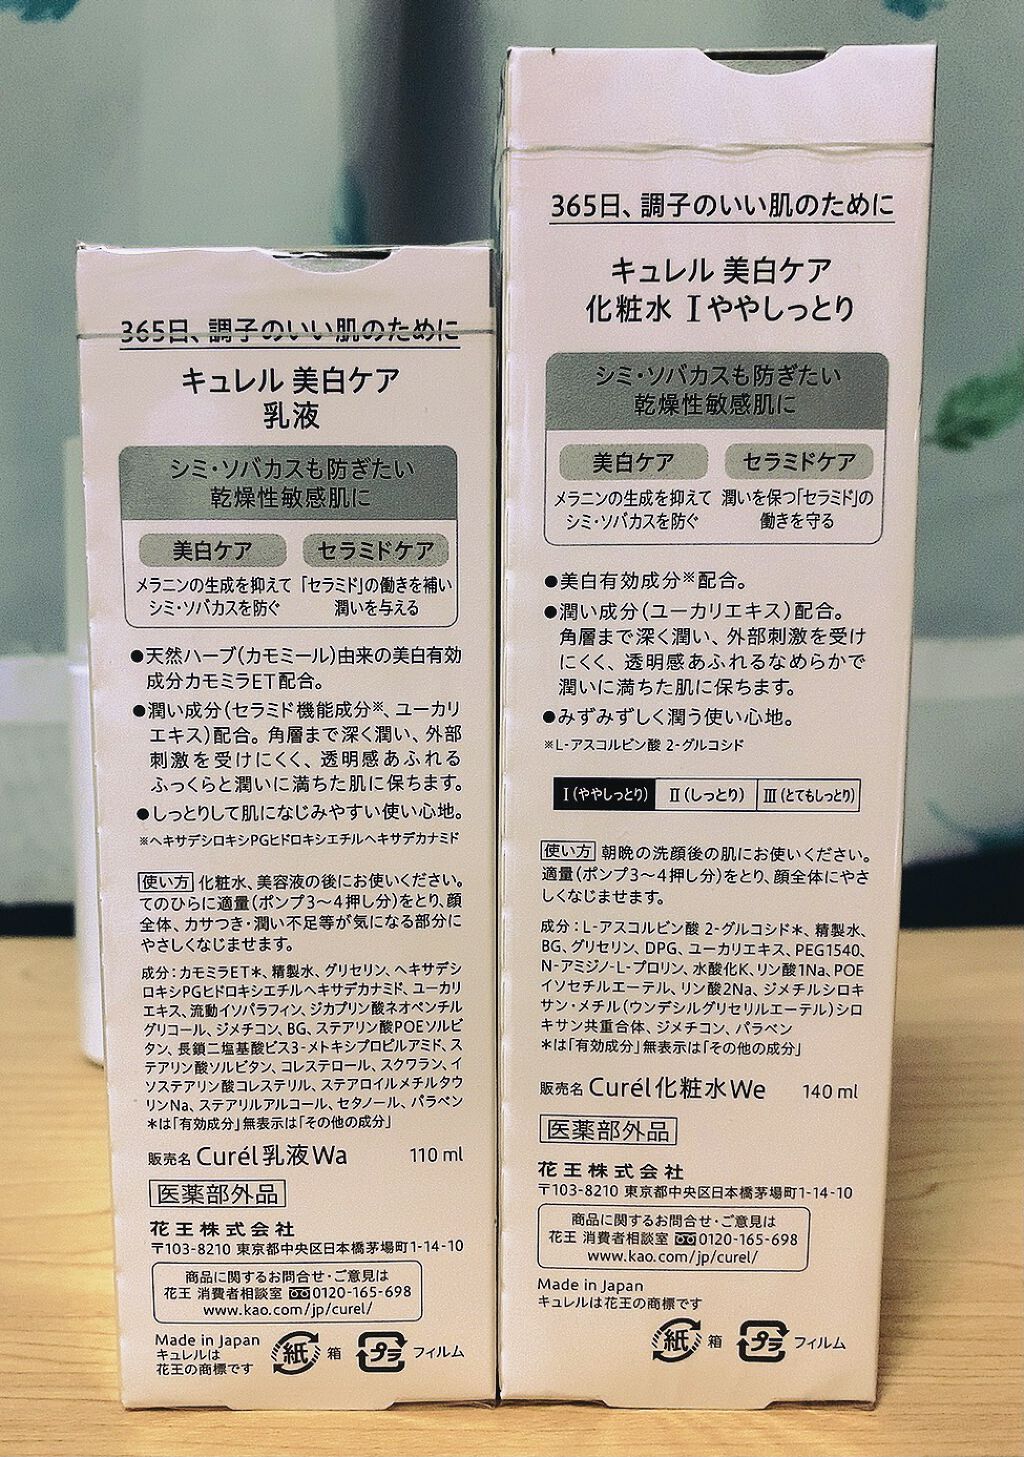 365日、調子のいい肌のために
キュレル 美白ケア
乳液
シミ・ソバカスも防ぎたい
乾燥性敏感肌に
美白ケア
メラニンの生成を抑えて
シミ・ソバカスを防ぐ
セラミドケア
「セラミド」の働きを補い
潤いを与える
●天然ハーブ(カモミール)由来の美白有効
成分カモミラET配合。
●潤い成分(セラミド機能成分※、ユーカリ
エキス)配合。角層まで深く潤い、外部
刺激を受けにくく、透明感あふれる
ふっくらと潤いに満ちた肌に保ちます。
●しっとりして肌になじみやすい使い心地。
※ヘキサデシロキシPGヒドロキシエチルヘキサデカナミド
使い方 化粧水、美容液の後にお使いください。
てのひらに適量(ポンプ3〜4押し分)をとり、顔
全体、カサつき・潤い不足等が気になる部分に
やさしくなじませます。
成分:カモミラET＊、精製水、グリセリン、ヘキサデシ
ロキシPGヒドロキシエチルヘキサデカナミド、ユーカリ
エキス、流動イソパラフィン、ジカプリン酸ネオペンチル
グリコール、ジメチコン、BG、ステアリン酸POEソルビ
タン、長鎖二塩基酸ビス3-メトキシプロピルアミド、ス
テアリン酸ソルビタン、コレステロール、スクワラン、イ
ソステアリン酸コレステリル、ステアロイルメチルタウ
リンNa、ステアリルアルコール、セタノール、パラベン
＊は「有効成分」無表示は「その他の成分」
販売名 Curél乳液Wa 110 ml
医薬部外品
花王株式会社
〒103-8210 東京都中央区日本橋茅場町1-14-10
商品に関するお問合せ・ご意見は
花王 消費者相談室 0120-165-698
www.kao.com/jp/curel/
Made in Japan
キュレルは
花王の商標です
紙 箱 プラ フィルム
365日、調子のいい肌のために
キュレル 美白ケア
化粧水 Ⅰややしっとり
シミ・ソバカスも防ぎたい
乾燥性敏感肌に
美白ケア
メラニンの生成を抑えて
シミ・ソバカスを防ぐ
セラミドケア
潤いを保つ「セラミド」の
働きを守る
●美白有効成分※配合。
●潤い成分(ユーカリエキス)配合。
角層まで深く潤い、外部刺激を受け
にくく、透明感あふれるなめらかで
潤いに満ちた肌に保ちます。
●みずみずしく潤う使い心地。
※L-アスコルビン酸 2-グルコシド
Ⅰ(ややしっとり) Ⅱ(しっとり) Ⅲ(とてもしっとり)
使い方 朝晩の洗顔後の肌にお使いください。
適量(ポンプ3〜4押し分)をとり、顔全体にやさ
しくなじませます。
成分:L-アスコルビン酸 2-グルコシド＊、精製水、
BG、グリセリン、DPG、ユーカリエキス、PEG1540、
N-アミジノ-L-プロリン、水酸化K、リン酸1Na、POE
イソセチルエーテル、リン酸2Na、ジメチルシロキ
サン・メチル(ウンデシルグリセリルエーテル)シロ
キサン共重合体、ジメチコン、パラベン
＊は「有効成分」無表示は「その他の成分」
販売名 Curél化粧水We 140 ml
医薬部外品
花王株式会社
〒103-8210 東京都中央区日本橋茅場町1-14-10
商品に関するお問合せ・ご意見は
花王 消費者相談室 0120-165-698
www.kao.com/jp/curel/
Made in Japan
キュレルは花王の商標です
紙 箱 プラ フィルム